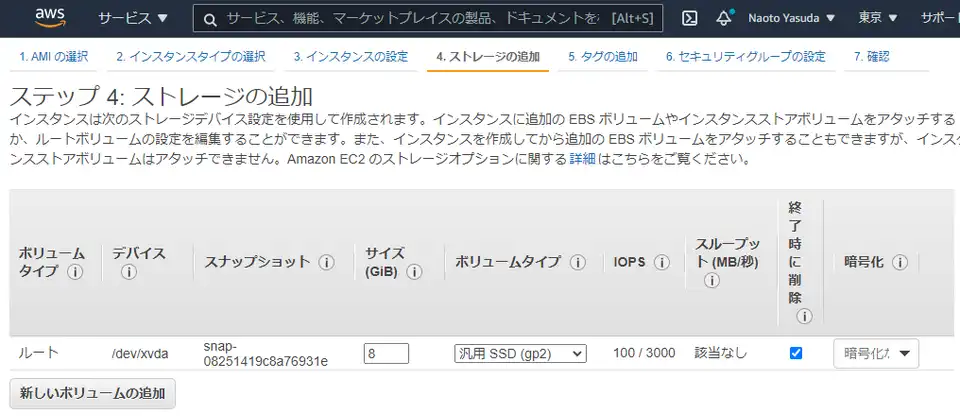 aws サービス サービス、機能、マーケットプレイスの製品、ドキュメントを [Alt+S] Naoto Yasuda 東京 サポー
1. AMI の選択 2. インスタンスタイプの選択 3. インスタンスの設定 4. ストレージの追加 5. タグの追加 6. セキュリティグループの設定 7. 確認
ステップ 4: ストレージの追加
インスタンスは次のストレージデバイス設定を使用して作成されます。インスタンスに追加の EBS ボリュームやインスタンスストアボリュームをアタッチする
か、ルートボリュームの設定を編集することができます。また、インスタンスを作成してから追加の EBS ボリュームをアタッチすることもできますが、インスタ
ンスストアボリュームはアタッチできません。Amazon EC2 のストレージオプションに関する 詳細 はこちらをご覧ください。
ボリューム
タイプ
デバイス
スナップショット
サイズ
(GiB)
ボリュームタイプ
IOPS
スループッ
ト (MB/秒)
終
了
時
に
削
除
暗号化
ルート
/dev/xvda
snap-
08251419c8a76931e
8
汎用 SSD (gp2)
100 / 3000
該当なし
暗号化な
新しいボリュームの追加